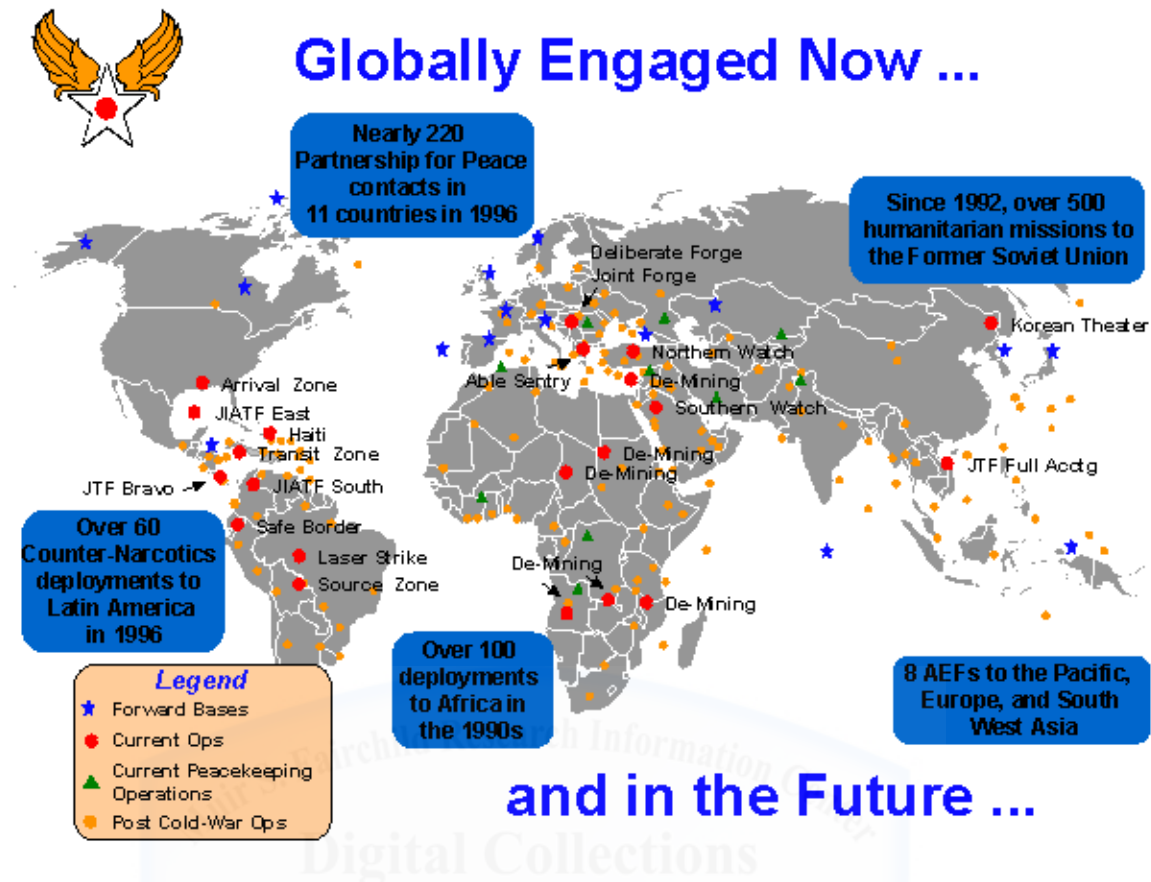 Globally Engaged Now ...
Nearly 220
Partnership for Peace
contacts in
11 countries in 1996
Since 1992, over 500
humanitarian missions to
the Former Soviet Union
Deliberate Forge
Joint Forge
Korean Theater
Northern Watch
Able Sentry
De-Mining
Arrival Zone
Southern Watch
JIATF East
Haiti
Transit Zone
De-Mining
De-Mining
JTF Full Acctg
JTF Bravo
JIATF South
Over 60
Counter-Narcotics
deployments to
Latin America
in 1996
Safe Border
Laser Strike
Source Zone
De-Mining
De-Mining
Over 100
deployments
to Africa in
the 1990s
8 AEFs to the Pacific,
Europe, and South
West Asia
Legend
Forward Bases
Current Ops
Current Peacekeeping
Operations
Post Cold-War Ops
and in the Future ...
Muir S. Fairchild Research Information Center
Digital Collections